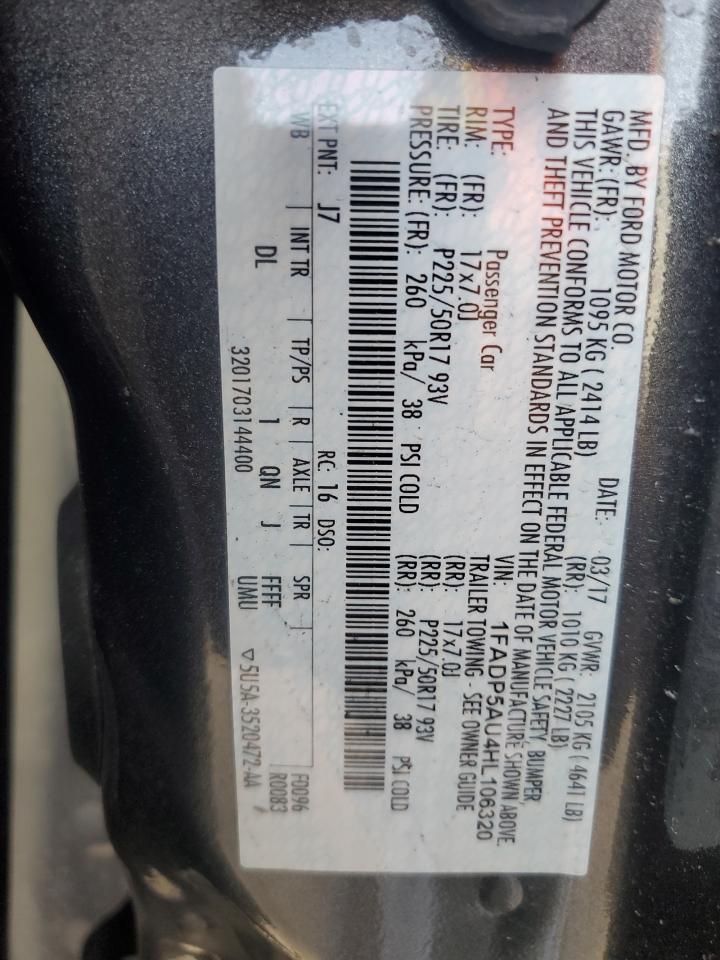 MFD. BY FORD MOTOR CO.
DATE: 03/17 GVWR: 2105 KG ( 4641 LB)
GAWR: (FR): 1095 KG ( 2414 LB) (RR): 1010 KG ( 2227 LB)
THIS VEHICLE CONFORMS TO ALL APPLICABLE FEDERAL MOTOR VEHICLE SAFETY, BUMPER,
AND THEFT PREVENTION STANDARDS IN EFFECT ON THE DATE OF MANUFACTURE SHOWN ABOVE.
VIN: 1FADP5AU4HL106320
TYPE: Passenger Car TRAILER TOWING - SEE OWNER GUIDE
RIM: (FR): 17x7.0J (RR): 17x7.0J
TIRE: (FR): P225/50R17 93V (RR): P225/50R17 93V
PRESSURE: (FR): 260 kPa/ 38 PSI COLD (RR): 260 kPa/ 38 PSI COLD
EXT PNT: J7 RC: 16 DSO:
WB INT TR TP/PS R AXLE TR SPR F0096
DL 1 QN J FFFF R0083
3201703144400 UMU ▽5U5A-3520472-AA